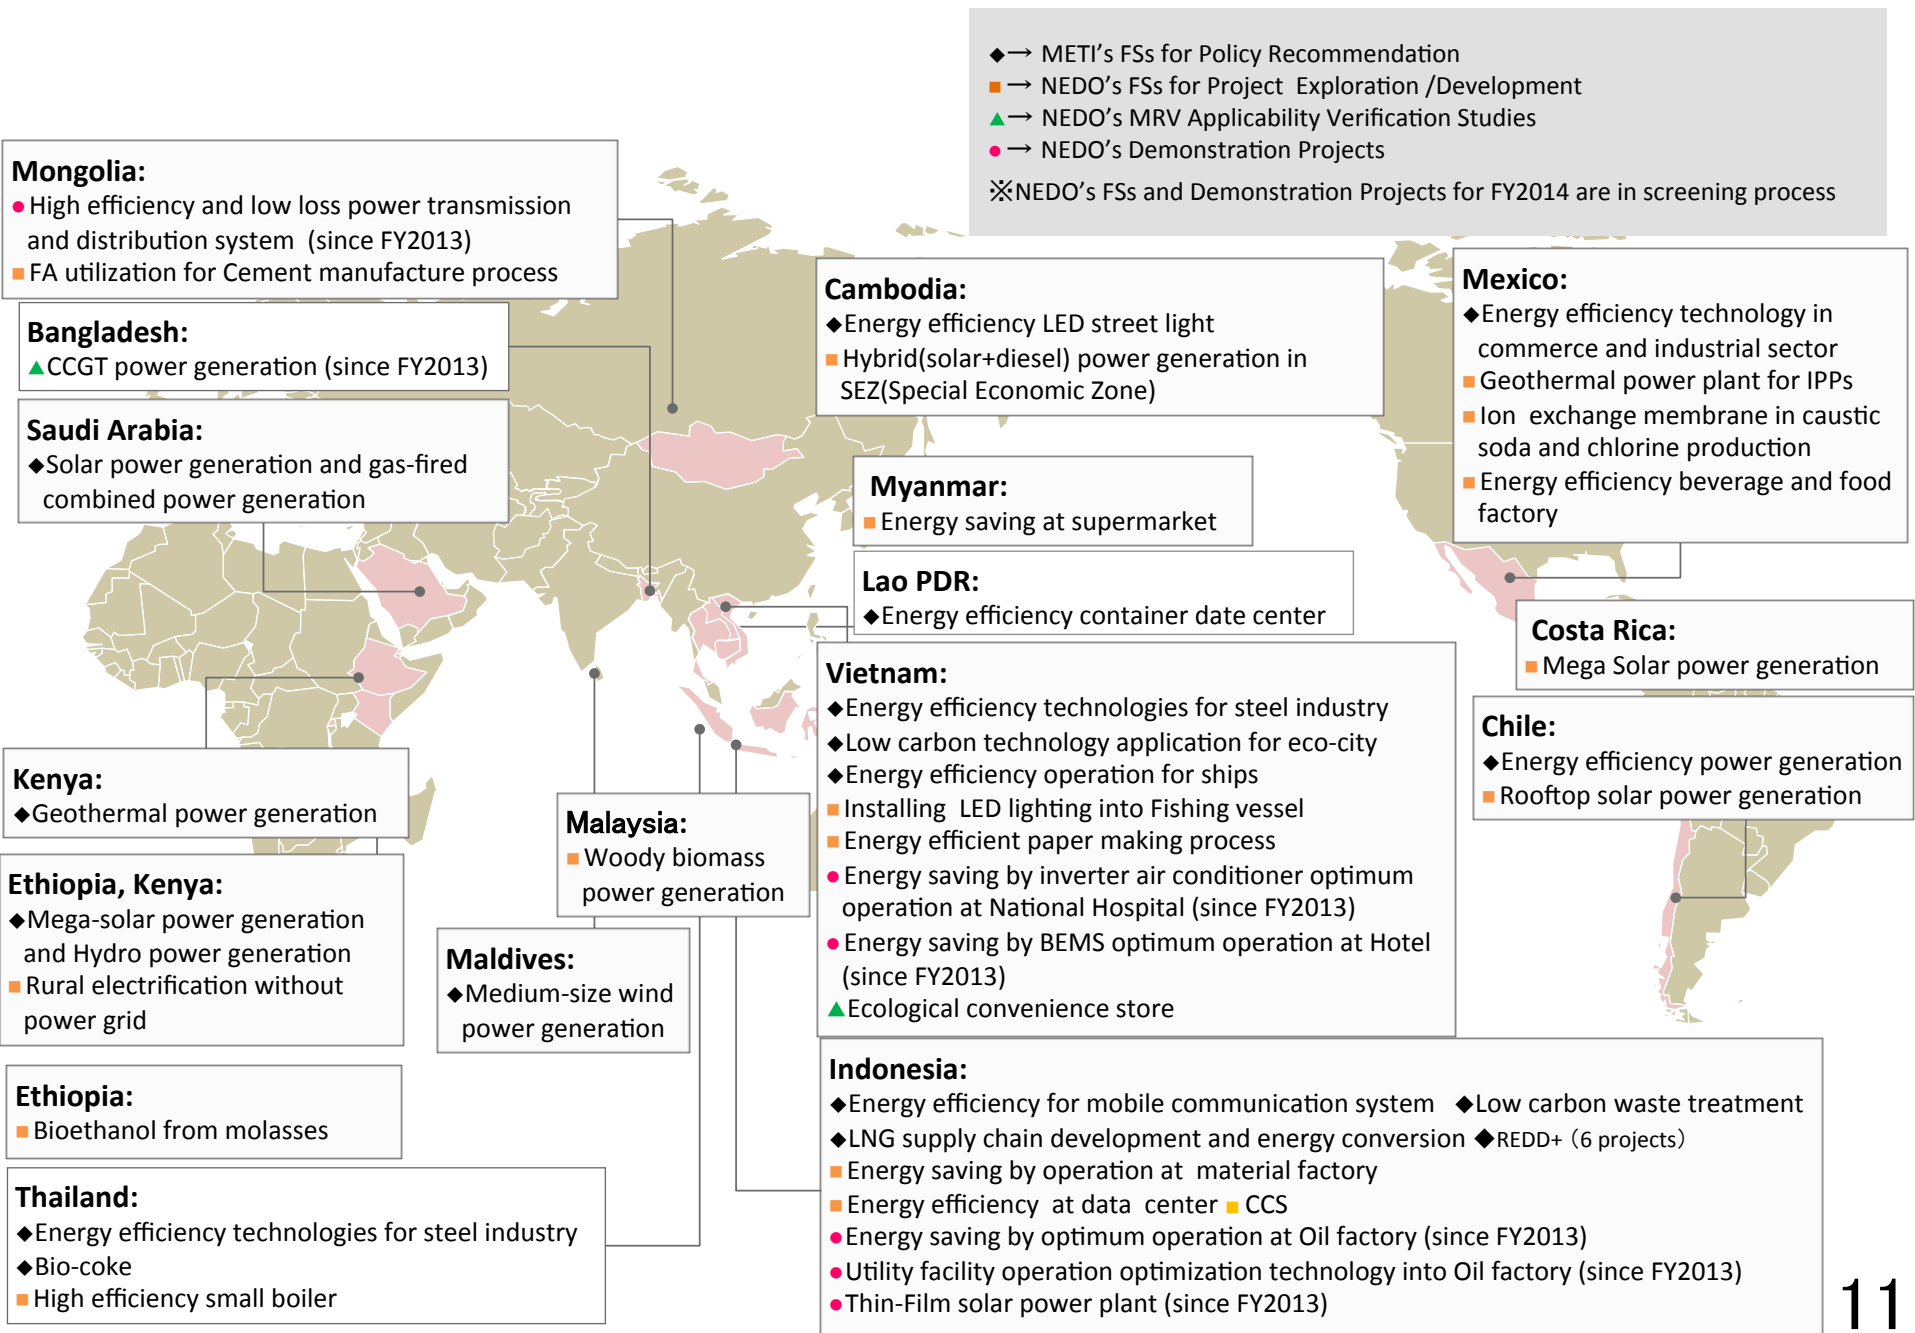 ◆→ METI's FSs for Policy Recommendation
■→ NEDO's FSs for Project Exploration /Development
▲→ NEDO's MRV Applicability Verification Studies
●→ NEDO's Demonstration Projects
※NEDO's FSs and Demonstration Projects for FY2014 are in screening process
Mongolia:
●High efficiency and low loss power transmission
and distribution system (since FY2013)
■FA utilization for Cement manufacture process
Bangladesh:
▲CCGT power generation (since FY2013)
Saudi Arabia:
◆Solar power generation and gas-fired
combined power generation
Cambodia:
◆Energy efficiency LED street light
■Hybrid(solar+diesel) power generation in
SEZ(Special Economic Zone)
Mexico:
◆Energy efficiency technology in
commerce and industrial sector
■Geothermal power plant for IPPs
■Ion exchange membrane in caustic
soda and chlorine production
■Energy efficiency beverage and food
factory
Myanmar:
■Energy saving at supermarket
Lao PDR:
◆Energy efficiency container date center
Costa Rica:
■Mega Solar power generation
Vietnam:
◆Energy efficiency technologies for steel industry
◆Low carbon technology application for eco-city
◆Energy efficiency operation for ships
■Installing LED lighting into Fishing vessel
■Energy efficient paper making process
●Energy saving by inverter air conditioner optimum
operation at National Hospital (since FY2013)
●Energy saving by BEMS optimum operation at Hotel
(since FY2013)
▲Ecological convenience store
Chile:
◆Energy efficiency power generation
■Rooftop solar power generation
Kenya:
◆Geothermal power generation
Malaysia:
■Woody biomass
power generation
Ethiopia, Kenya:
◆Mega-solar power generation
and Hydro power generation
■Rural electrification without
power grid
Maldives:
◆Medium-size wind
power generation
Ethiopia:
■Bioethanol from molasses
Indonesia:
◆Energy efficiency for mobile communication system ◆Low carbon waste treatment
◆LNG supply chain development and energy conversion ◆REDD+（6 projects）
■Energy saving by operation at material factory
■Energy efficiency at data center ■CCS
●Energy saving by optimum operation at Oil factory (since FY2013)
●Utility facility operation optimization technology into Oil factory (since FY2013)
●Thin-Film solar power plant (since FY2013)
Thailand:
◆Energy efficiency technologies for steel industry
◆Bio-coke
■High efficiency small boiler
11